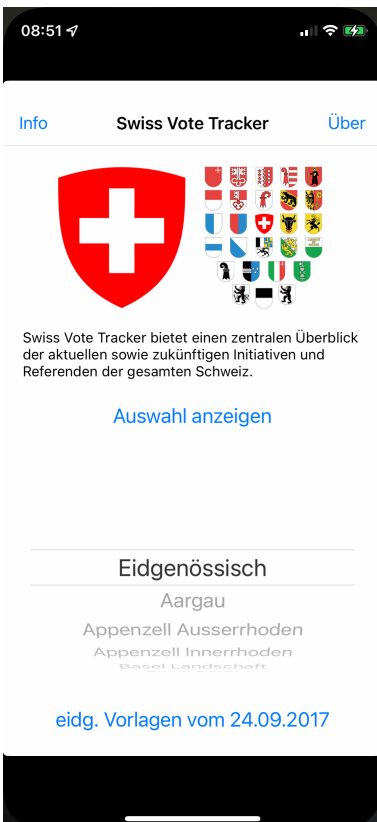 08:51
Info Swiss Vote Tracker Über
Swiss Vote Tracker bietet einen zentralen Überblick
der aktuellen sowie zukünftigen Initiativen und
Referenden der gesamten Schweiz.
Auswahl anzeigen
Eidgenössisch
Aargau
Appenzell Ausserrhoden
Appenzell Innerrhoden
Basel Landschaft
eidg. Vorlagen vom 24.09.2017